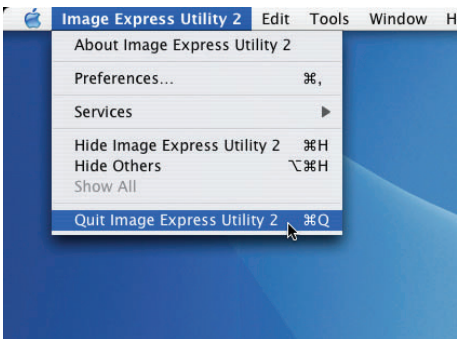 Image Express Utility 2 Edit Tools Window H
About Image Express Utility 2
Preferences... ⌘,
Services ▶
Hide Image Express Utility 2 ⌘H
Hide Others ⌥⌘H
Show All
Quit Image Express Utility 2 ⌘Q